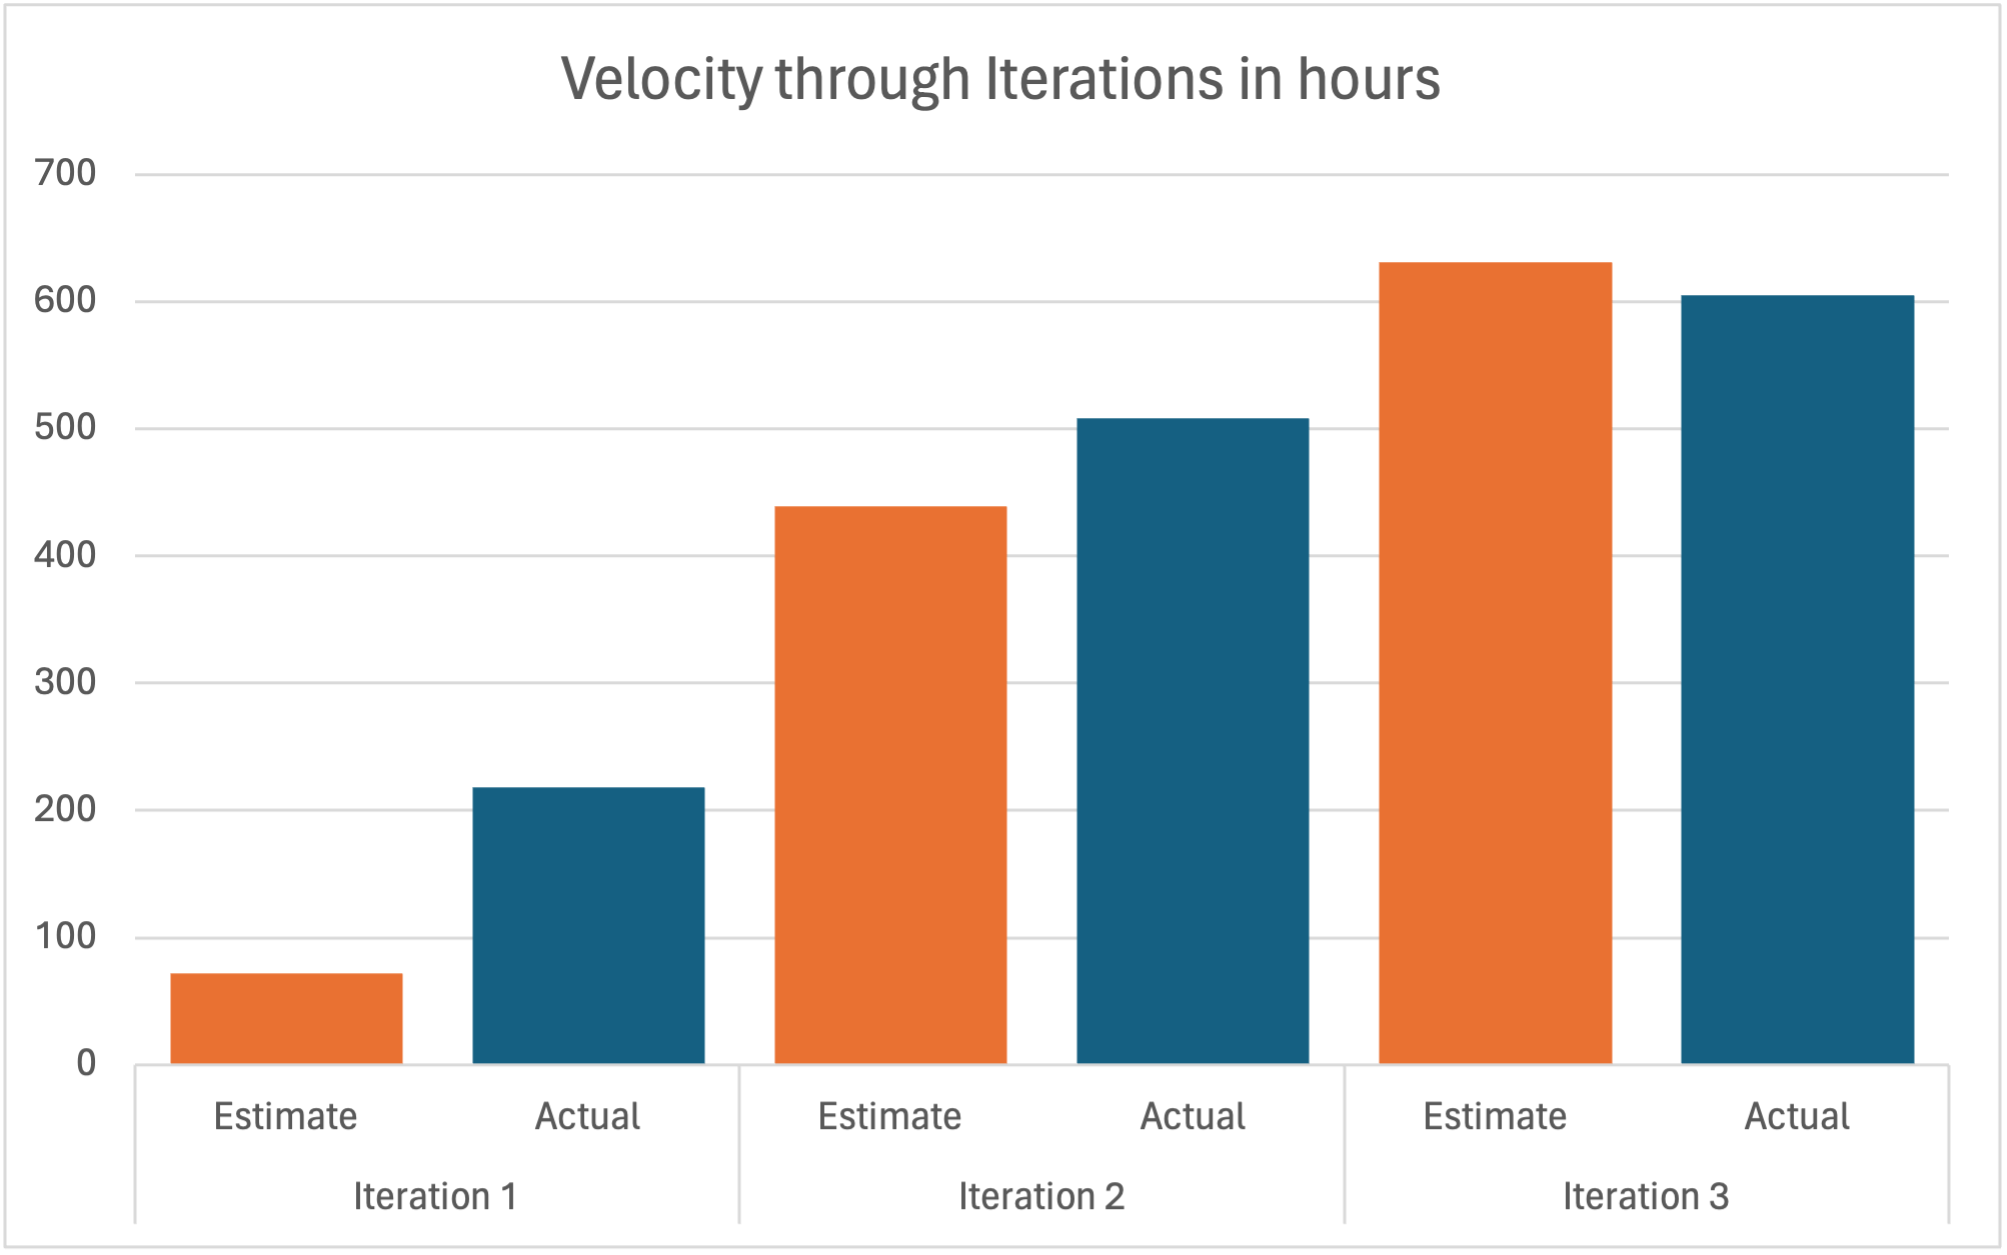 Velocity through Iterations in hours
700
600
500
400
300
200
100
0
Estimate Actual Estimate Actual Estimate Actual
Iteration 1 Iteration 2 Iteration 3